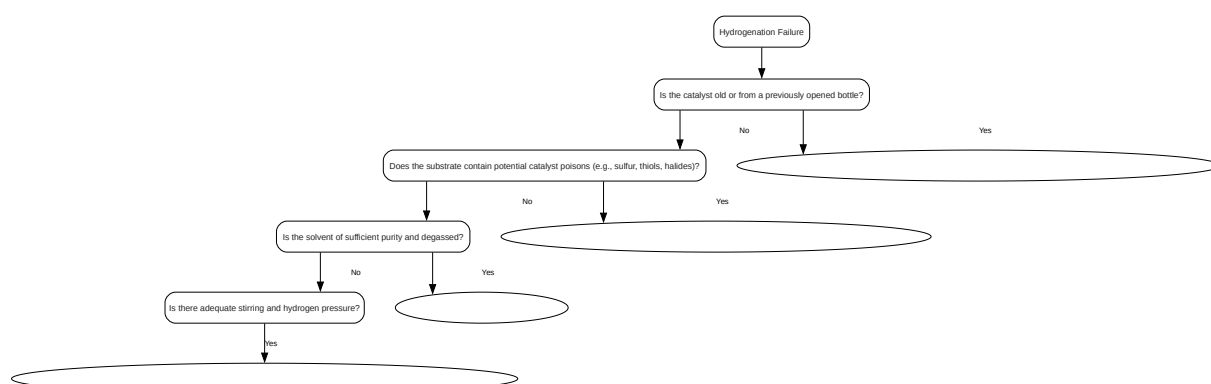 Hydrogenation Failure
Is the catalyst old or from a previously opened bottle?
No
Yes
Does the substrate contain potential catalyst poisons (e.g., sulfur, thiols, halides)?
No
Yes
Is the solvent of sufficient purity and degassed?
No
Yes
Is there adequate stirring and hydrogen pressure?
Yes